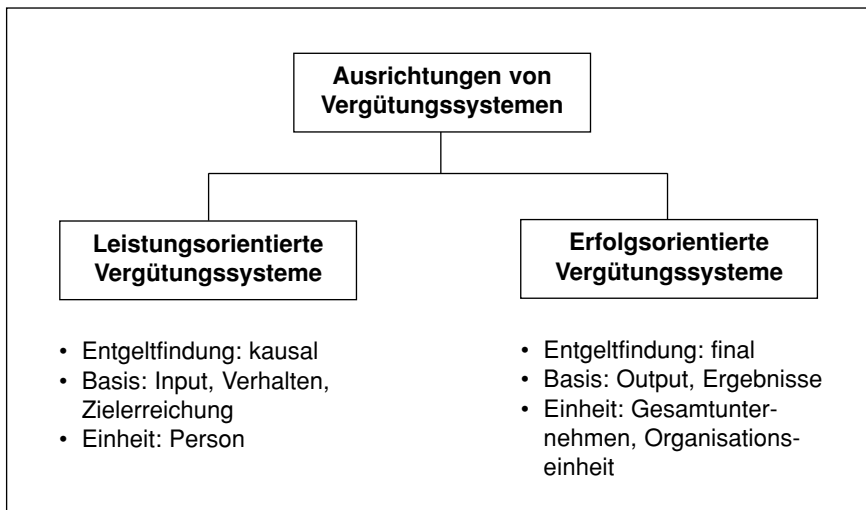 Ausrichtungen von
Vergütungssystemen
Leistungsorientierte
Vergütungssysteme
• Entgeltfindung: kausal
• Basis: Input, Verhalten,
Zielerreichung
• Einheit: Person
Erfolgsorientierte
Vergütungssysteme
• Entgeltfindung: final
• Basis: Output, Ergebnisse
• Einheit: Gesamtunter-
nehmen, Organisations-
einheit